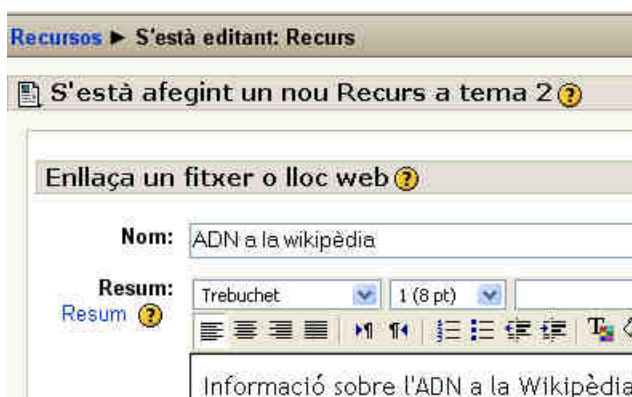 Recursos ► S'està editant: Recurs
S'està afegint un nou Recurs a tema 2
Enllaça un fitxer o lloc web
Nom: ADN a la wikipèdia
Resum: Trebuchet 1 (8 pt)
Resum
Informació sobre l'ADN a la Wikipèdia